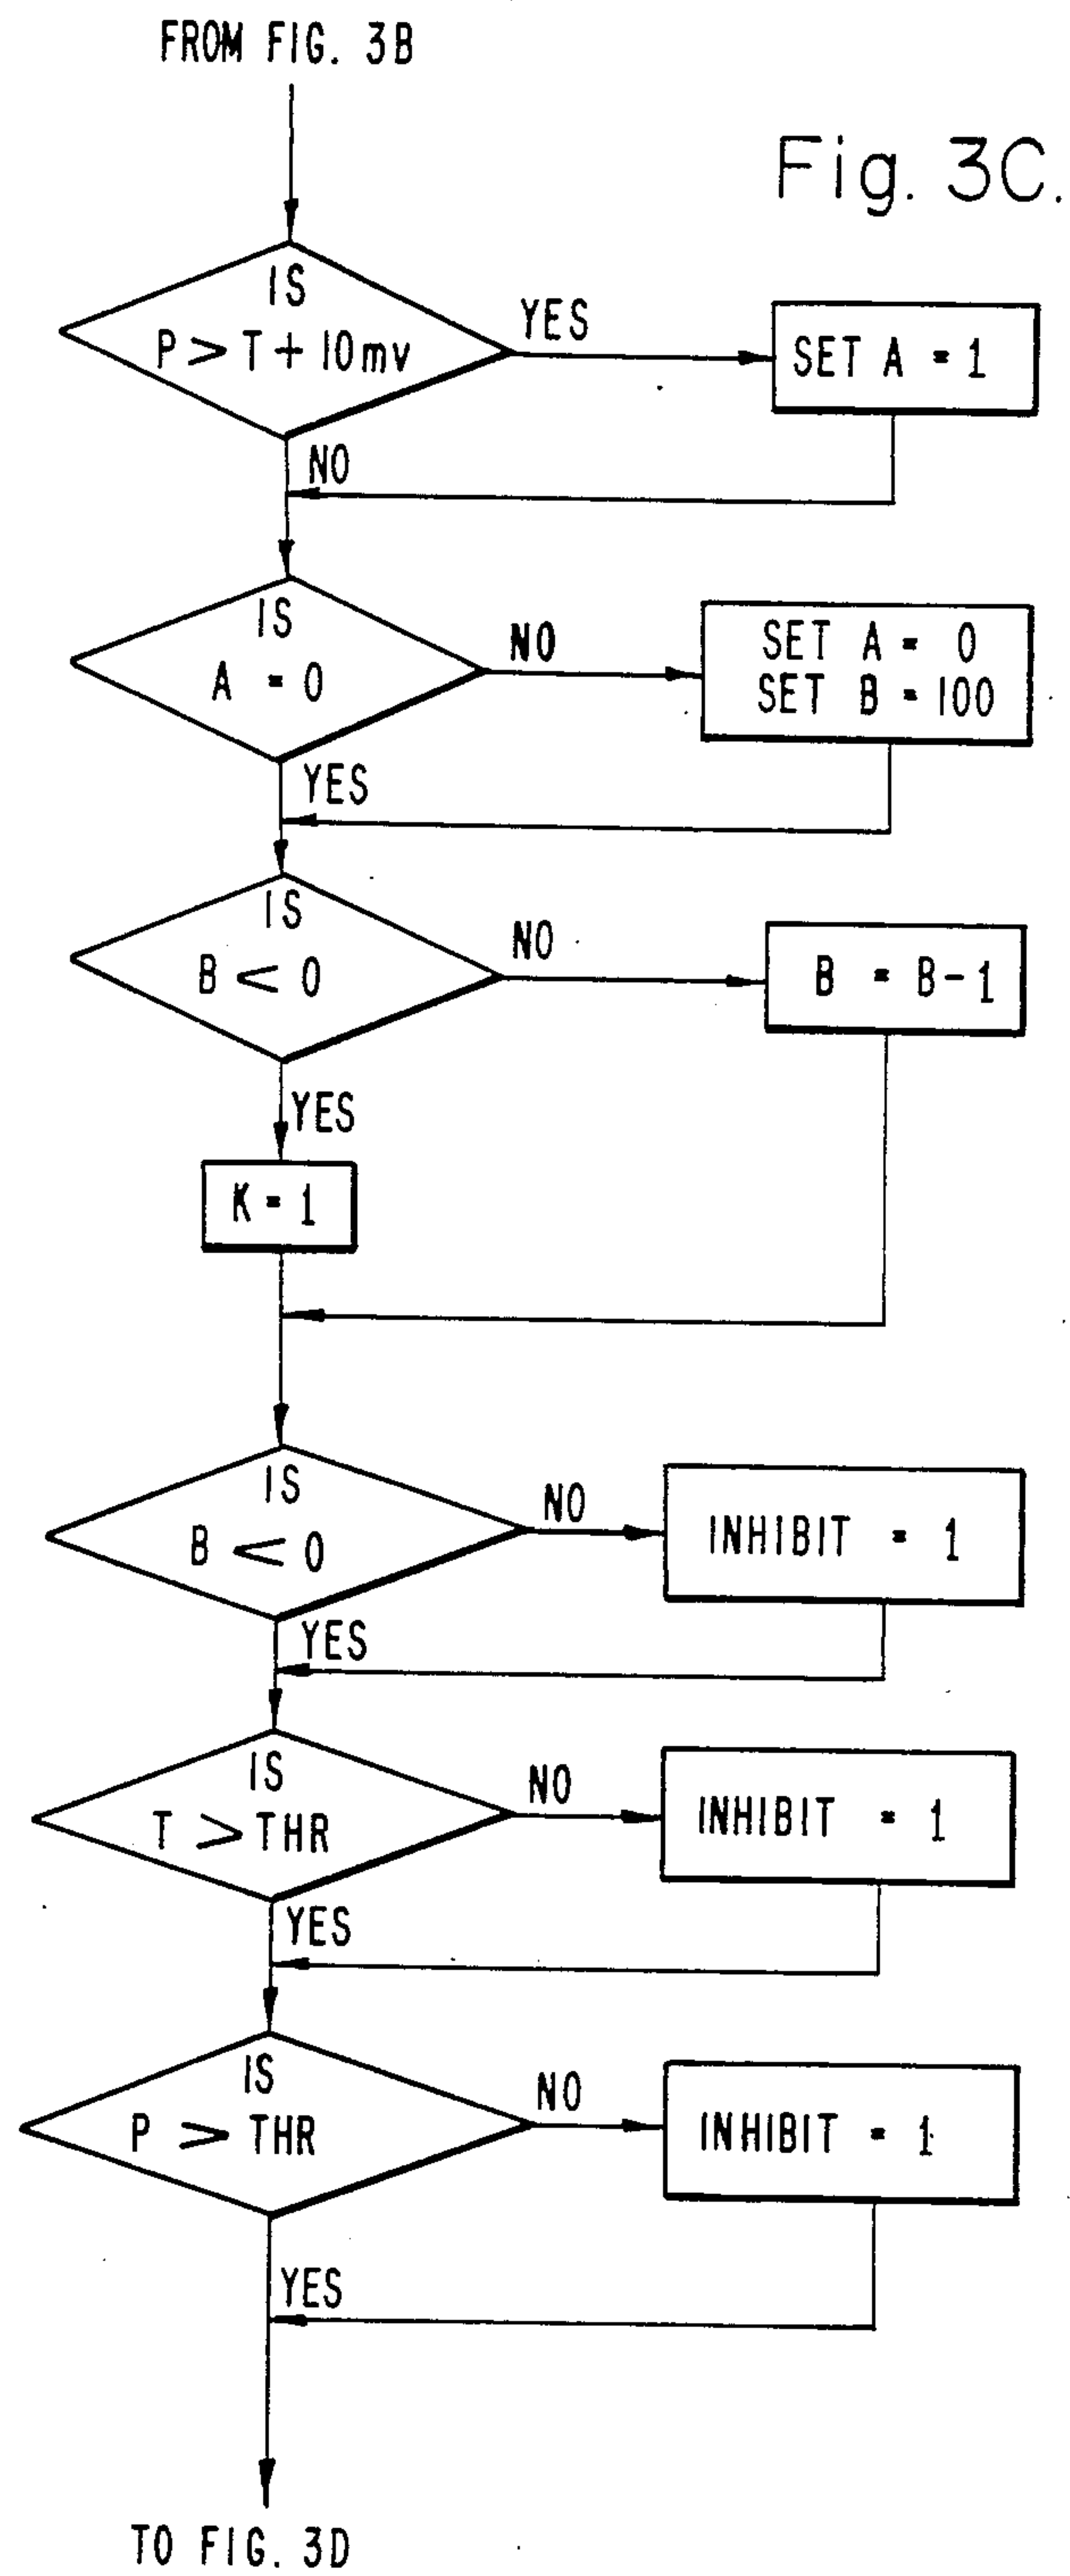 FROM FIG. 3B
Fig. 3C.
IS
P > T + 10mv
YES
SET A = 1
NO
IS
A = 0
NO
SET A = 0
SET B = 100
YES
IS
B < 0
NO
B = B-1
YES
K = 1
IS
B < 0
NO
INHIBIT = 1
YES
IS
T > THR
NO
INHIBIT = 1
YES
IS
P > THR
NO
INHIBIT = 1
YES
TO FIG. 3D